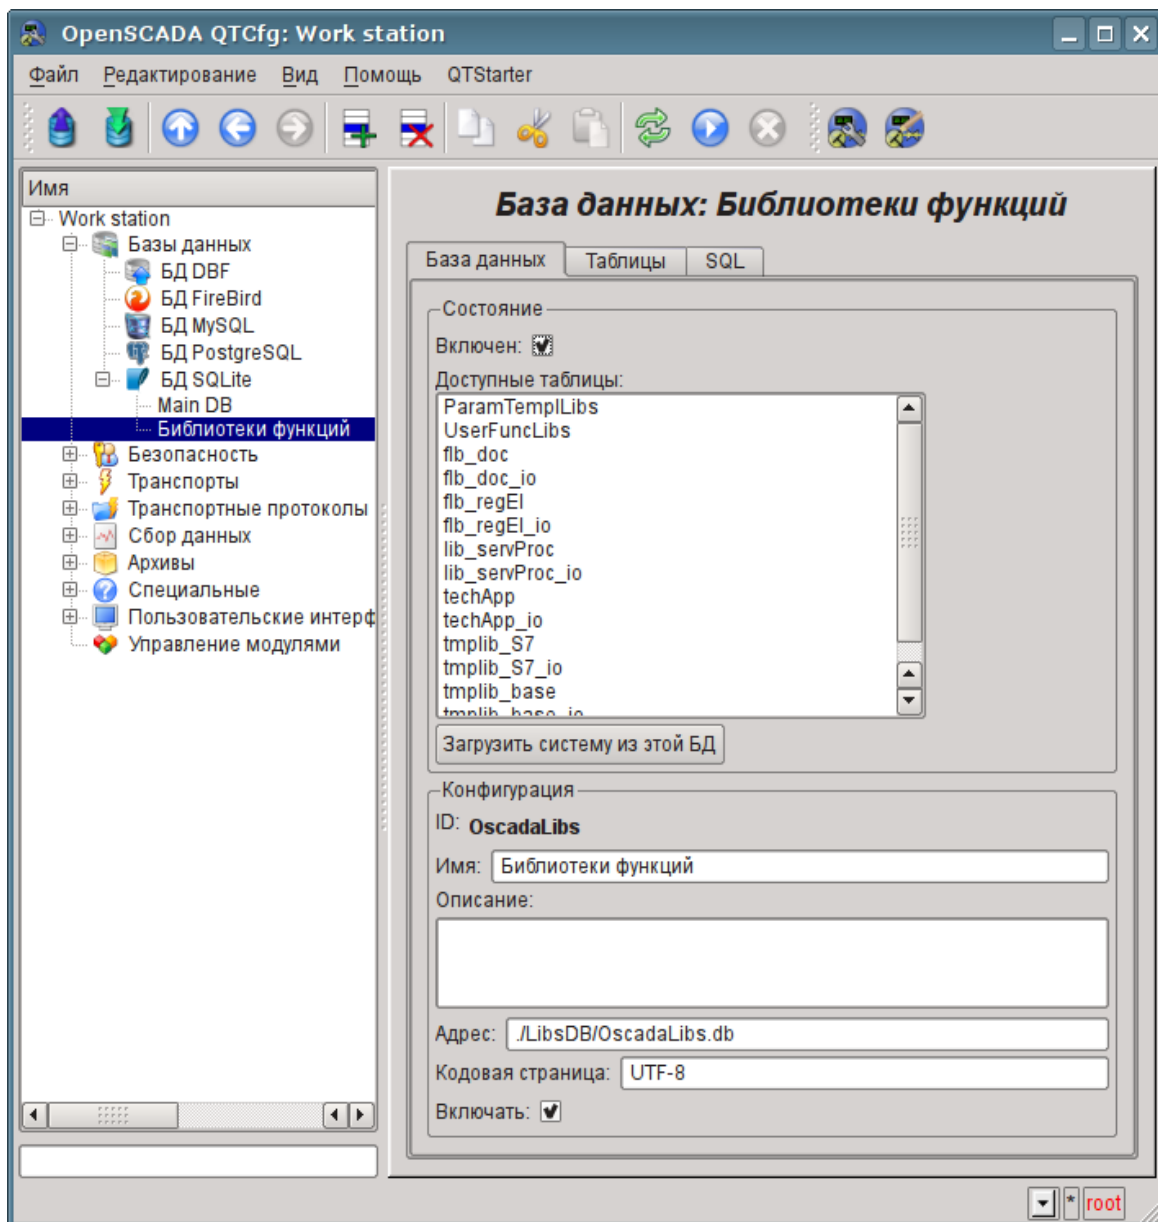 OpenSCADA QTCfg: Work station
Файл Редактирование Вид Помощь QTStarter
Имя
Work station
Базы данных
БД DBF
БД FireBird
БД MySQL
БД PostgreSQL
БД SQLite
Main DB
Библиотеки функций
Безопасность
Транспорты
Транспортные протоколы
Сбор данных
Архивы
Специальные
Пользовательские интерф
Управление модулями
База данных: Библиотеки функций
База данных Таблицы SQL
Состояние
Включен:
Доступные таблицы:
ParamTemplLibs
UserFuncLibs
flb_doc
flb_doc_io
flb_regEl
flb_regEl_io
lib_servProc
lib_servProc_io
techApp
techApp_io
tmplib_S7
tmplib_S7_io
tmplib_base
tmplib_base_io
Загрузить систему из этой БД
Конфигурация
ID: OscadaLibs
Имя: Библиотеки функций
Описание:
Адрес: ./LibsDB/OscadaLibs.db
Кодовая страница: UTF-8
Включать:
* root